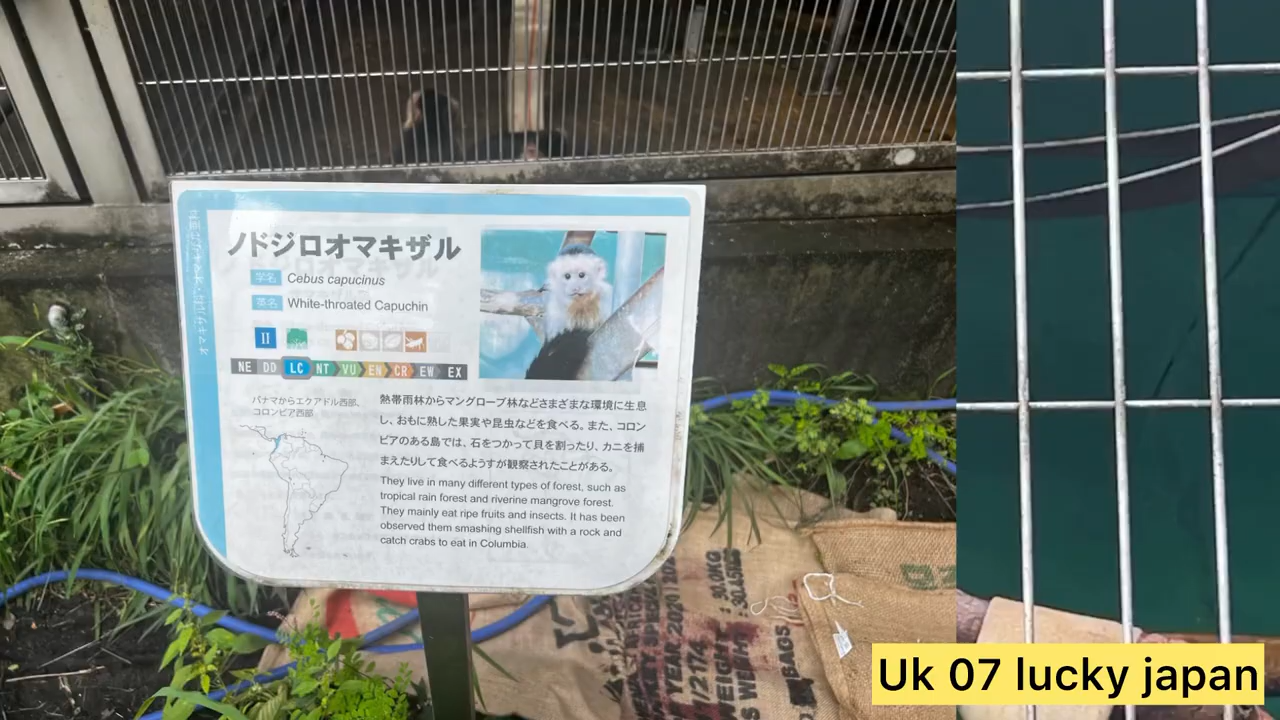 ノドジロオマキザル
学名 Cebus capucinus
英名 White-throated Capuchin
II
NE DD LC NT VU EN CR EW EX
パナマからエクアドル西部、
コロンビア西部
熱帯雨林からマングローブ林などさまざまな環境に生息
し、おもに熟した果実や昆虫などを食べる。また、コロン
ビアのある島では、石をつかって貝を割ったり、カニを捕
まえたりして食べるようすが観察されたことがある。
They live in many different types of forest, such as
tropical rain forest and riverine mangrove forest.
They mainly eat ripe fruits and insects. It has been
observed them smashing shellfish with a rock and
catch crabs to eat in Columbia.
YEAR 2020
WEIGHT
BAGS
Uk 07 lucky japan